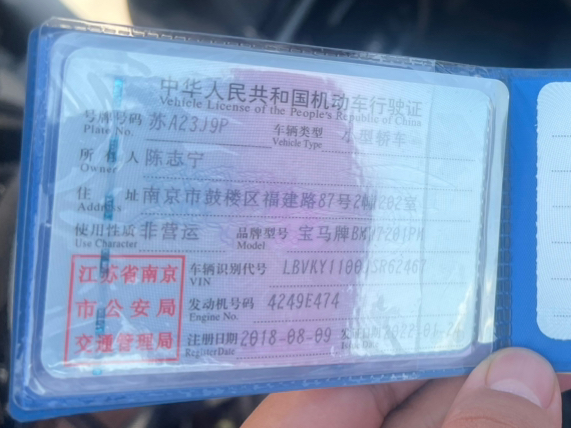 中华人民共和国机动车行驶证
Vehicle License of the People's Republic of China
号牌号码 苏A23J9P 车辆类型 小型轿车
Plate No. Vehicle Type
所 有 人 陈志宁
Owner
住 址 南京市鼓楼区福建路87号 202室
Address
使用性质 非营运 品牌型号 宝马牌
Use Character Model
江苏省南京
市公安局
交通管理局
车辆识别代号
VIN
发动机号码 4249E474
Engine No.
注册日期 2018-08-09
Register Date